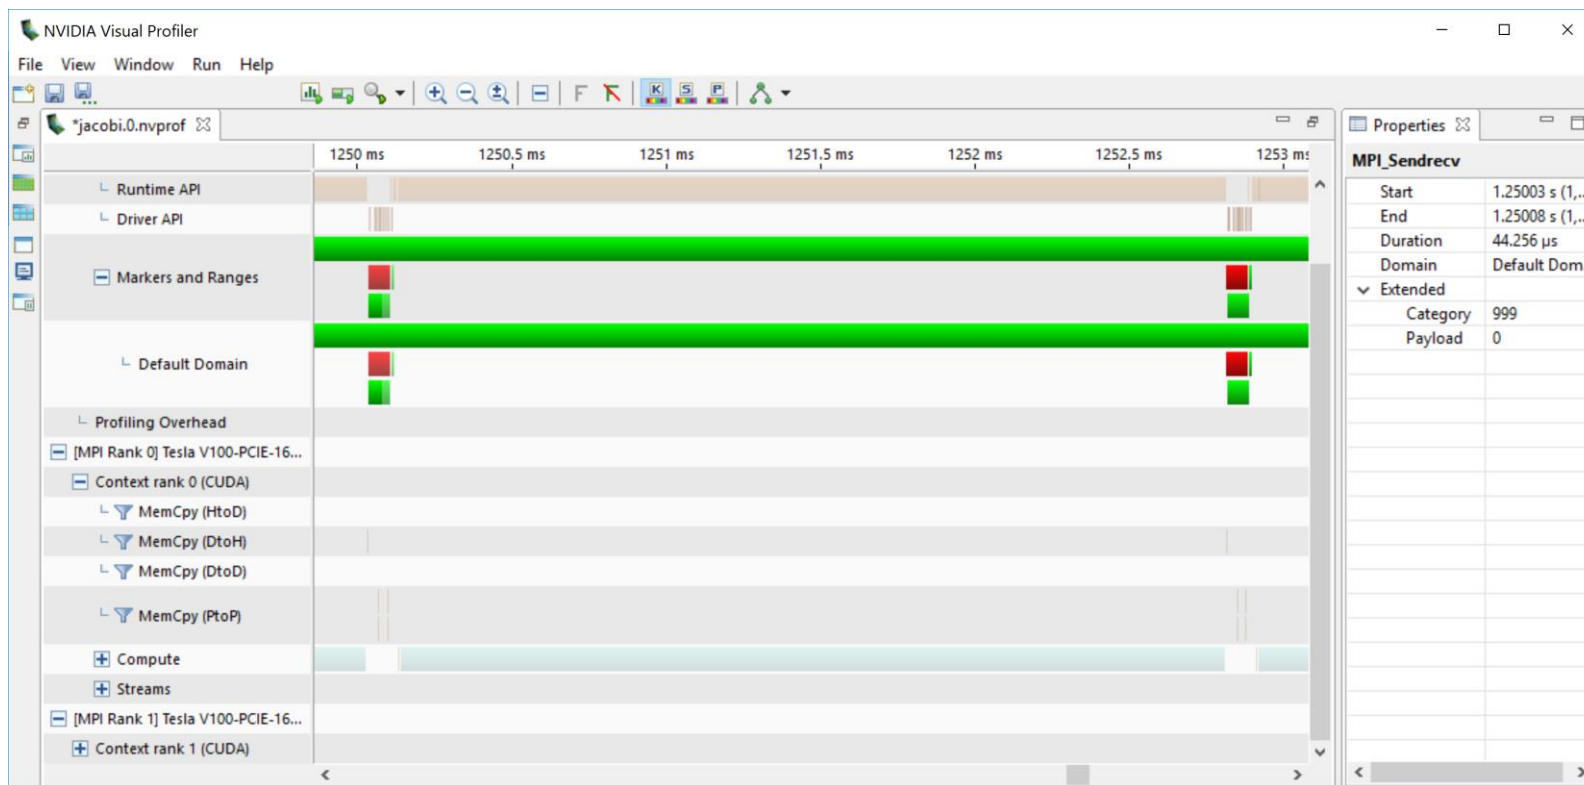 NVIDIA Visual Profiler
File View Window Run Help
*jacobi.0.nvprof
1250 ms 1250.5 ms 1251 ms 1251.5 ms 1252 ms 1252.5 ms 1253 ms
Runtime API
Driver API
Markers and Ranges
Default Domain
Profiling Overhead
[MPI Rank 0] Tesla V100-PCIE-16...
Context rank 0 (CUDA)
MemCpy (HtoD)
MemCpy (DtoH)
MemCpy (DtoD)
MemCpy (PtoP)
Compute
Streams
[MPI Rank 1] Tesla V100-PCIE-16...
Context rank 1 (CUDA)
Properties
MPI_Sendrecv
Start 1.25003 s (1,...
End 1.25008 s (1,...
Duration 44.256 µs
Domain Default Dom
Extended
Category 999
Payload 0
F F K S P